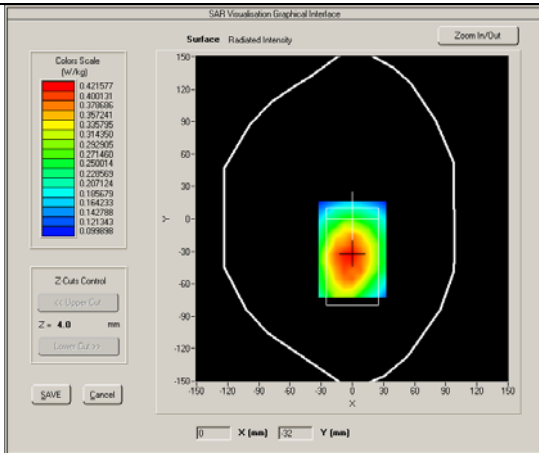 SAR Visualisation Graphical Interface
Surface Radiated Intensity
Zoom In/Out
Colors Scale
(W/kg)
0.421577
0.400131
0.378686
0.357241
0.335795
0.314350
0.292905
0.271460
0.250014
0.228569
0.207124
0.185679
0.164233
0.142788
0.121343
0.099898
Z-Cuts Control
<< Upper Cut
Z = 4.0 mm
Lower Cut >>
SAVE Cancel
150-
120-
90-
60-
30-
0-
-30-
-60-
-90-
-120-
-150-
Y
-150 -120 -90 -60 -30 0 30 60 90 120 150
X
0 X (mm) -32 Y (mm)